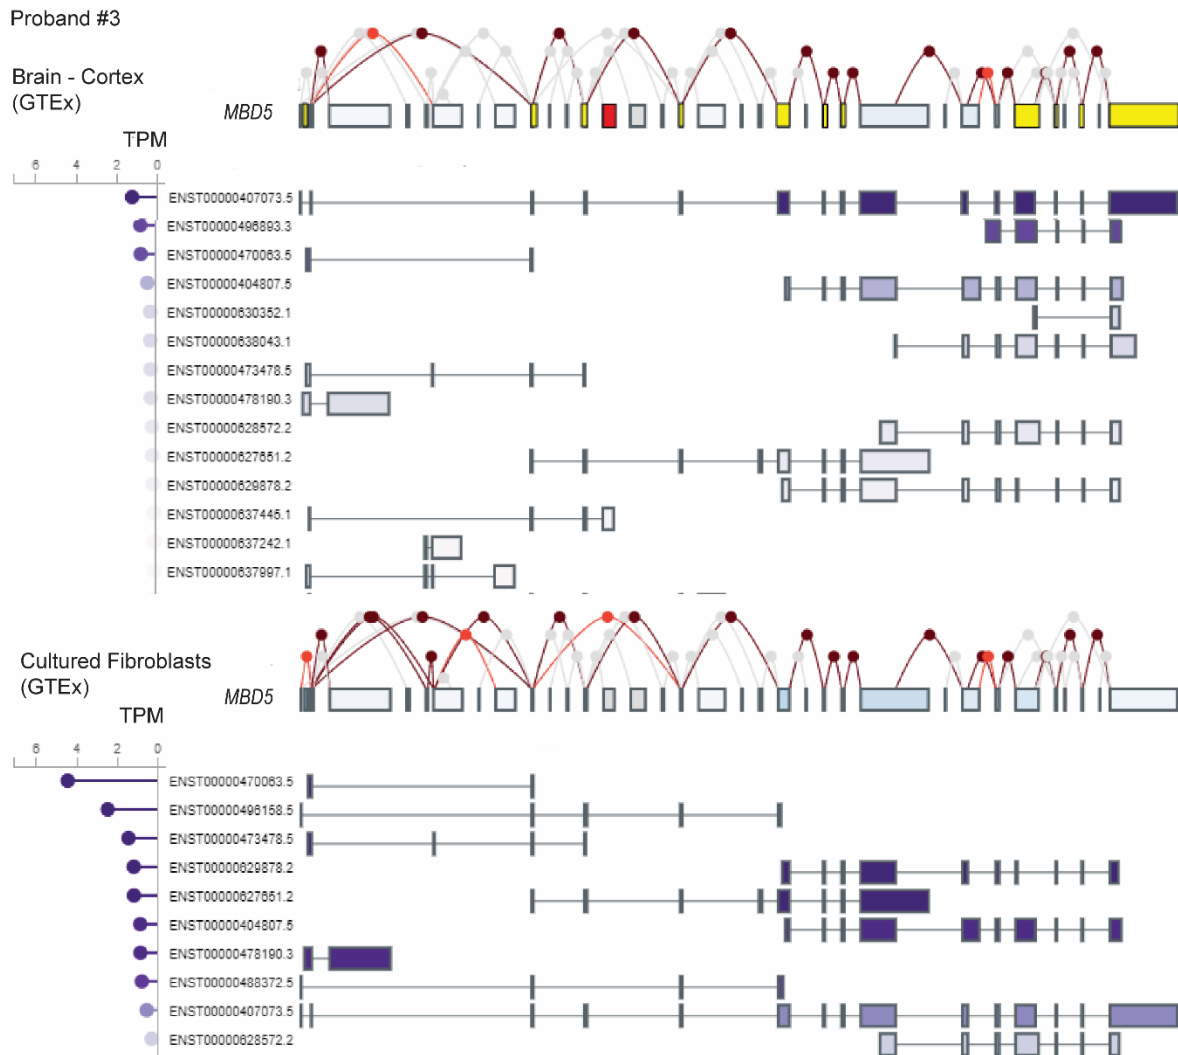 Proband #3
Brain - Cortex
(GTEx)
MBD5
TPM
6 4 2 0
ENST00000407073.5
ENST00000496893.3
ENST00000470063.5
ENST00000404807.5
ENST00000630352.1
ENST00000638043.1
ENST00000473478.5
ENST00000478190.3
ENST00000628572.2
ENST00000627651.2
ENST00000629878.2
ENST00000637445.1
ENST00000637242.1
ENST00000637997.1
Cultured Fibroblasts
(GTEx)
MBD5
TPM
6 4 2 0
ENST00000470063.5
ENST00000496158.5
ENST00000473478.5
ENST00000629878.2
ENST00000627651.2
ENST00000404807.5
ENST00000478190.3
ENST00000488372.5
ENST00000407073.5
ENST00000628572.2